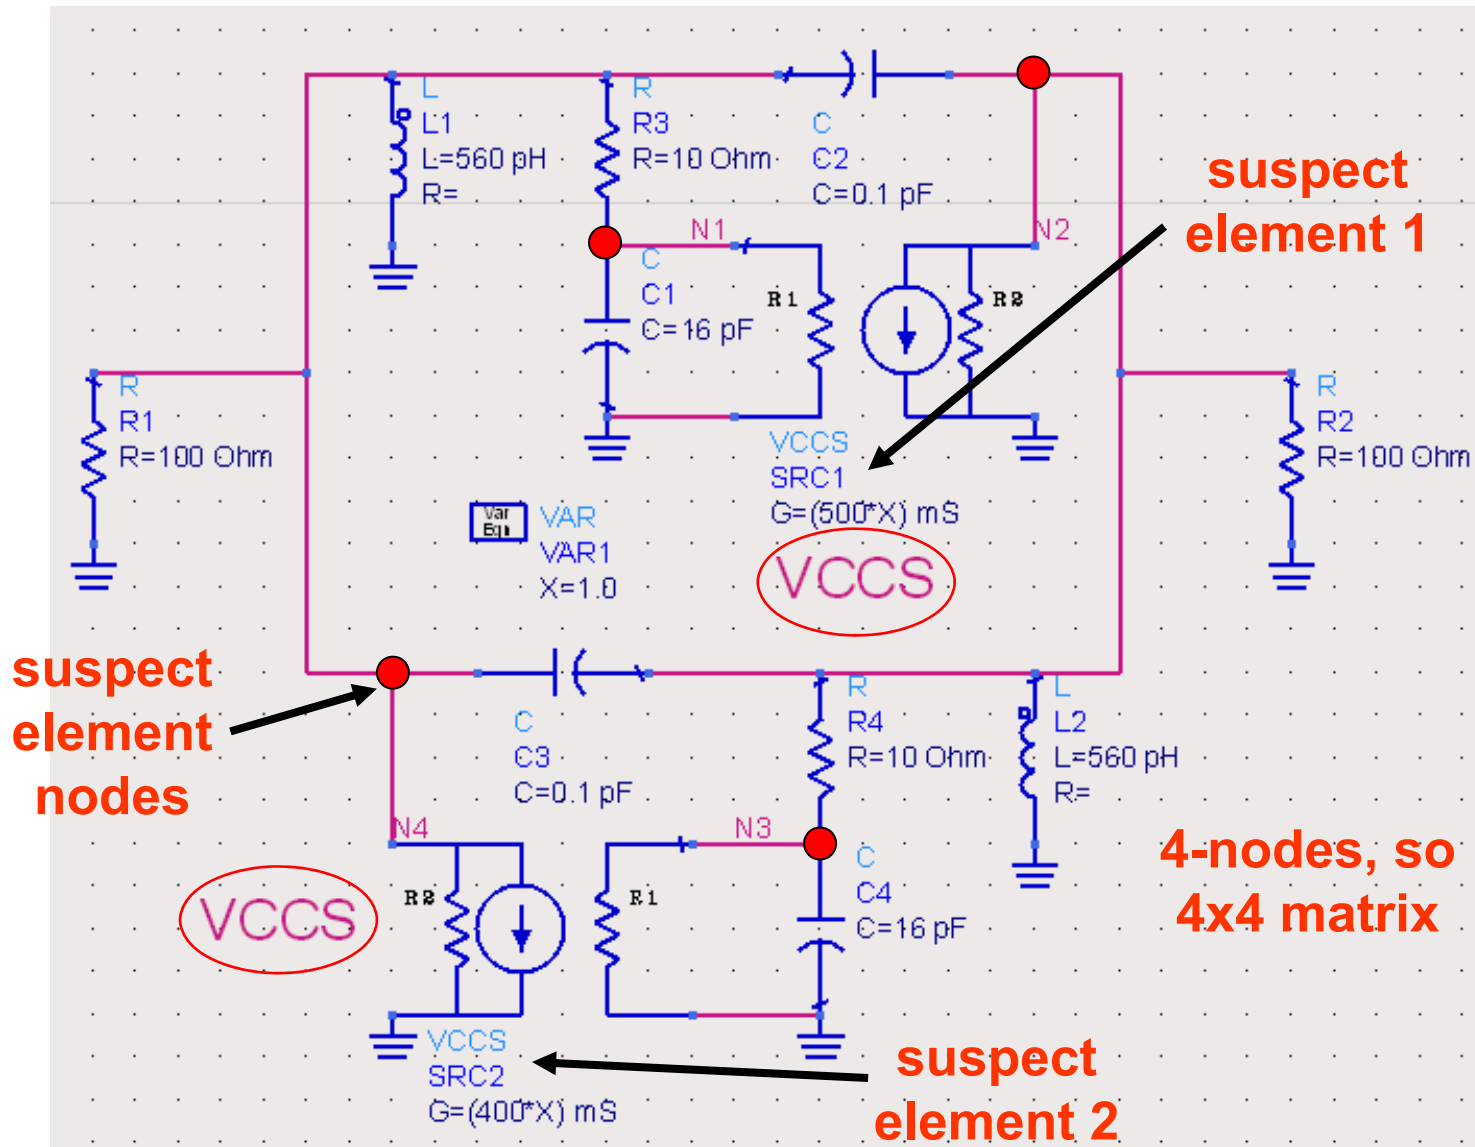 L
L1
L=560 pH
R=
R
R3
R=10 Ohm
C
C2
C=0.1 pF
suspect
element 1
N1
N2
C
C1
C=16 pF
R1
R2
R
R1
R=100 Ohm
R
R2
R=100 Ohm
VCCS
SRC1
G=(500*X) mS
Var
Eqn
VAR
VAR1
X=1.0
VCCS
suspect
element
nodes
C
C3
C=0.1 pF
R
R4
R=10 Ohm
L
L2
L=560 pH
R=
N4
N3
VCCS
R2
R1
C
C4
C=16 pF
4-nodes, so
4x4 matrix
VCCS
SRC2
G=(400*X) mS
suspect
element 2